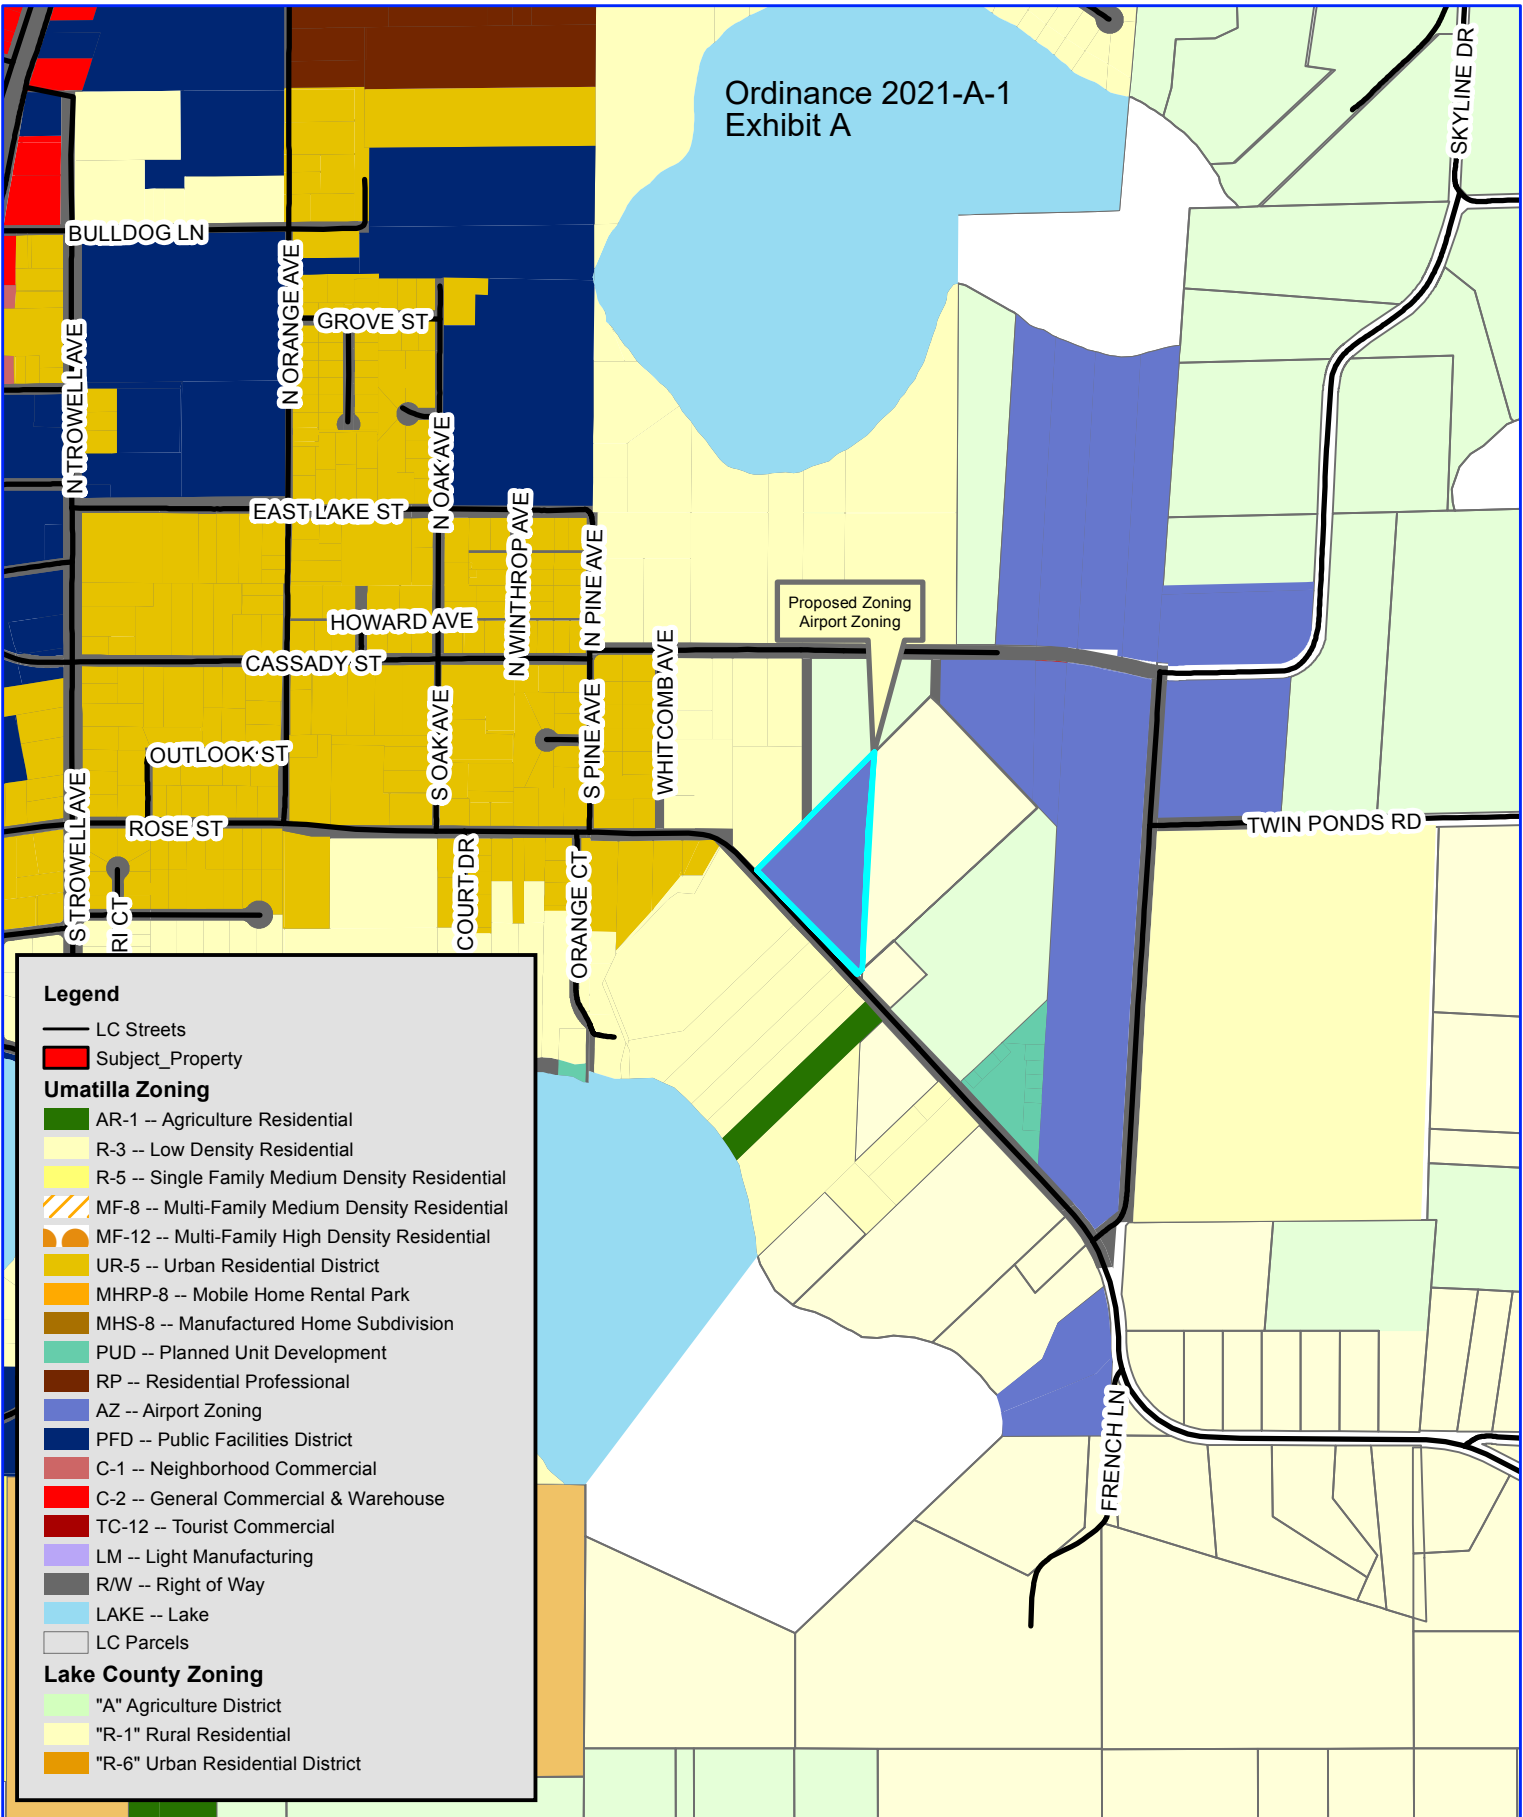 Ordinance 2021-A-1
Exhibit A
SKYLINE DR
BULLDOG LN
N ORANGE AVE
GROVE ST
N TROWELL AVE
N OAK AVE
EAST LAKE ST
N WINTHROP AVE
N PINE AVE
Proposed Zoning
Airport Zoning
HOWARD AVE
CASSADY ST
WHITCOMB AVE
S OAK AVE
S PINE AVE
OUTLOOK ST
S TROWELL AVE
ROSE ST
TWIN PONDS RD
COURT DR
ORANGE CT
RI CT
FRENCH LN
Legend
LC Streets
Subject_Property
Umatilla Zoning
AR-1 -- Agriculture Residential
R-3 -- Low Density Residential
R-5 -- Single Family Medium Density Residential
MF-8 -- Multi-Family Medium Density Residential
MF-12 -- Multi-Family High Density Residential
UR-5 -- Urban Residential District
MHRP-8 -- Mobile Home Rental Park
MHS-8 -- Manufactured Home Subdivision
PUD -- Planned Unit Development
RP -- Residential Professional
AZ -- Airport Zoning
PFD -- Public Facilities District
C-1 -- Neighborhood Commercial
C-2 -- General Commercial & Warehouse
TC-12 -- Tourist Commercial
LM -- Light Manufacturing
R/W -- Right of Way
LAKE -- Lake
LC Parcels
Lake County Zoning
"A" Agriculture District
"R-1" Rural Residential
"R-6" Urban Residential District